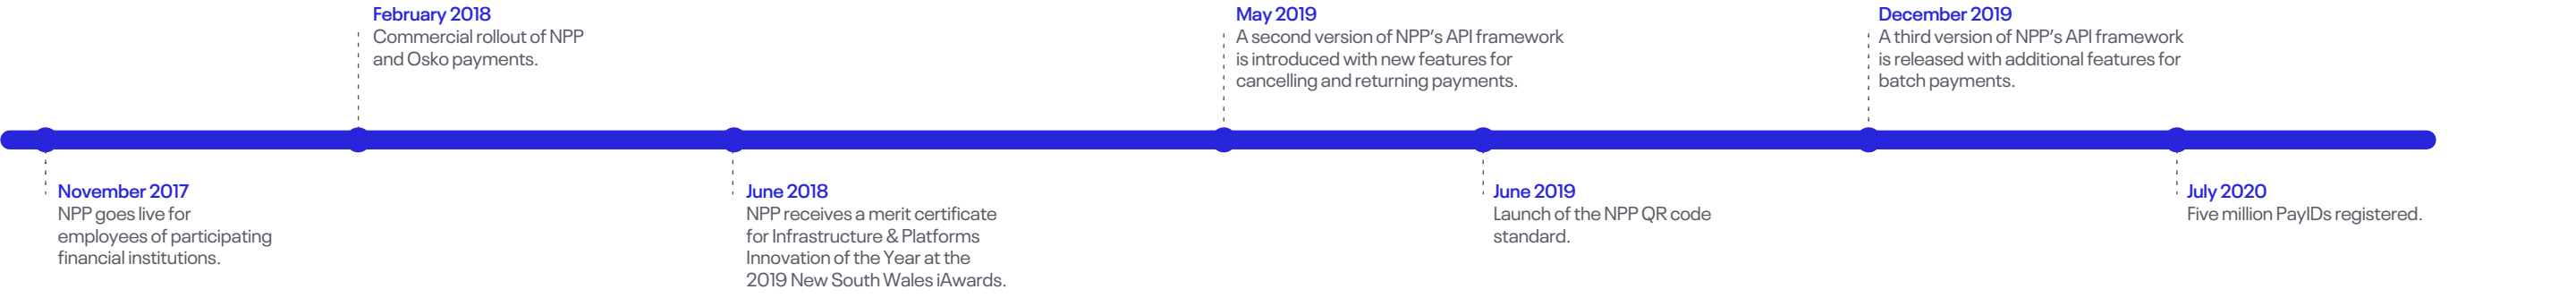 February 2018
Commercial rollout of NPP
and Osko payments.
May 2019
A second version of NPP's API framework
is introduced with new features for
cancelling and returning payments.
December 2019
A third version of NPP's API framework
is released with additional features for
batch payments.
November 2017
NPP goes live for
employees of participating
financial institutions.
June 2018
NPP receives a merit certificate
for Infrastructure & Platforms
Innovation of the Year at the
2019 New South Wales iAwards.
June 2019
Launch of the NPP QR code
standard.
July 2020
Five million PayIDs registered.